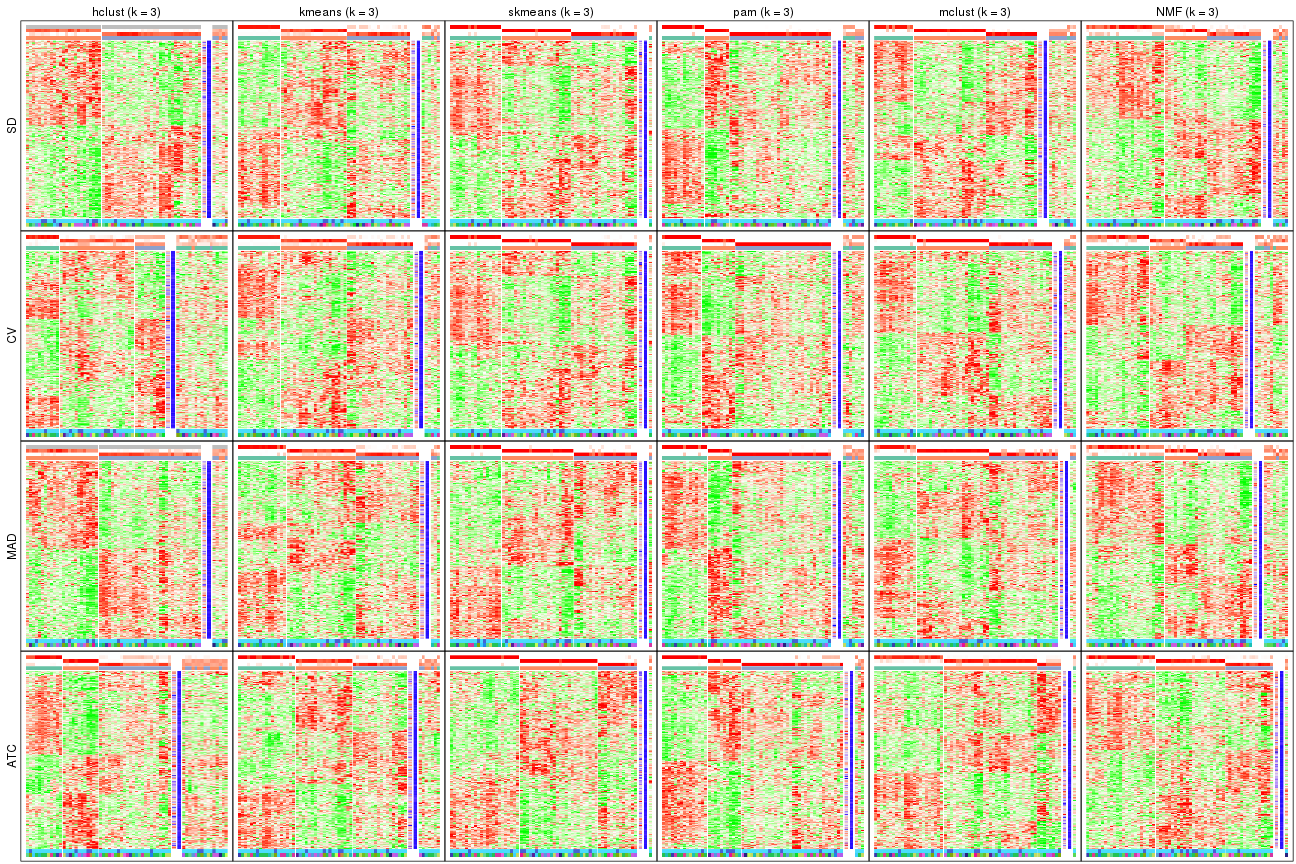 hclust (k = 3) kmeans (k = 3) skmeans (k = 3) pam (k = 3) mclust (k = 3) NMF (k = 3)
SD
CV
MAD
ATC